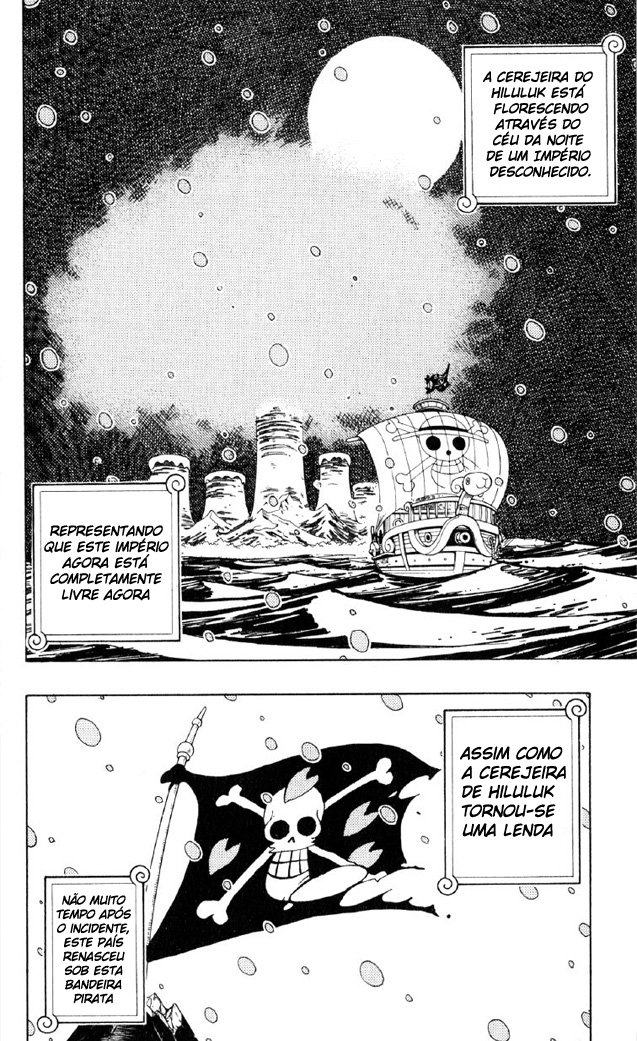 A CEREJEIRA DO
HILULUK ESTÁ
FLORESCENDO
ATRAVÉS DO
CÉU DA NOITE
DE UM IMPÉRIO
DESCONHECIDO.
REPRESENTANDO
QUE ESTE IMPÉRIO
AGORA ESTÁ
COMPLETAMENTE
LIVRE AGORA
ASSIM COMO
A CEREJEIRA
DE HILULUK
TORNOU-SE
UMA LENDA
NÃO MUITO
TEMPO APÓS
O INCIDENTE,
ESTE PAÍS
RENASCEU
SOB ESTA
BANDEIRA
PIRATA